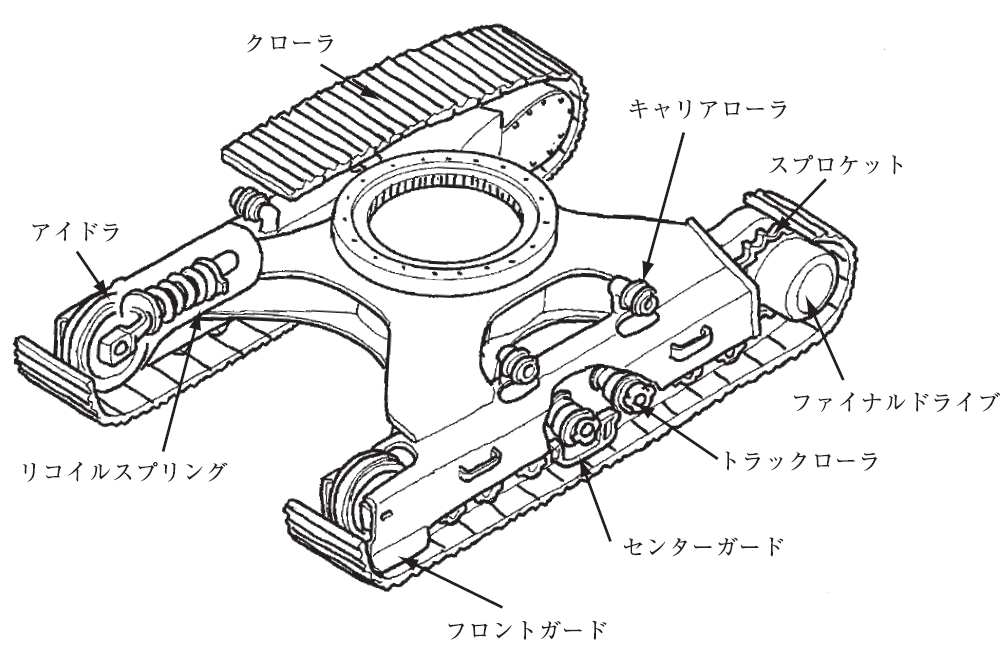 クローラ
キャリアローラ
スプロケット
アイドラ
ファイナルドライブ
リコイルスプリング
トラックローラ
センターガード
フロントガード